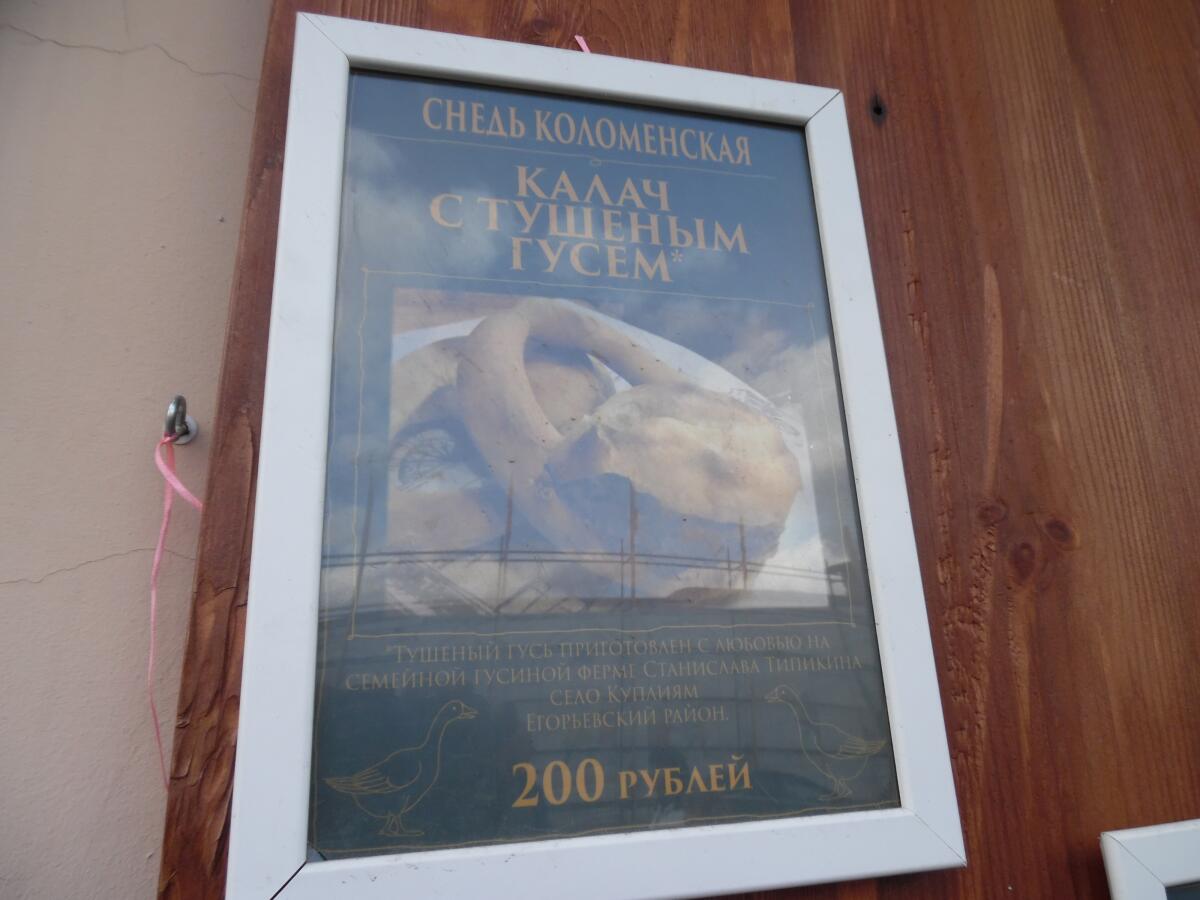 СНЕДЬ КОЛОМЕНСКАЯ
КАЛАЧ
С ТУШЕНЫМ
ГУСЕМ*
*ТУШЕНЫЙ ГУСЬ ПРИГОТОВЛЕН С ЛЮБОВЬЮ НА
СЕМЕЙНОЙ ГУСИНОЙ ФЕРМЕ СТАНИСЛАВА ТИПИКИНА
СЕЛО КУПЛИЯМ
ЕГОРЬЕВСКИЙ РАЙОН.
200 РУБЛЕЙ